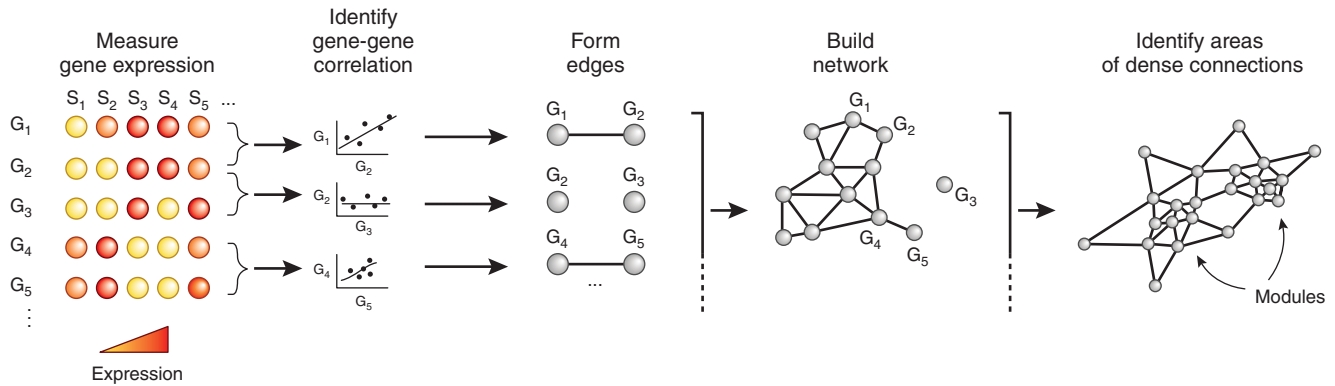 Measure
gene expression
Identify
gene-gene
correlation
Form
edges
Build
network
Identify areas
of dense connections
S1 S2 S3 S4 S5 ...
G1
G2
G3
G4
G5
⋮
Expression
G1
G2
G2
G3
G4
G5
G1 G2
G2 G3
G4 G5
...
G1
G2
G3
G4
G5
Modules